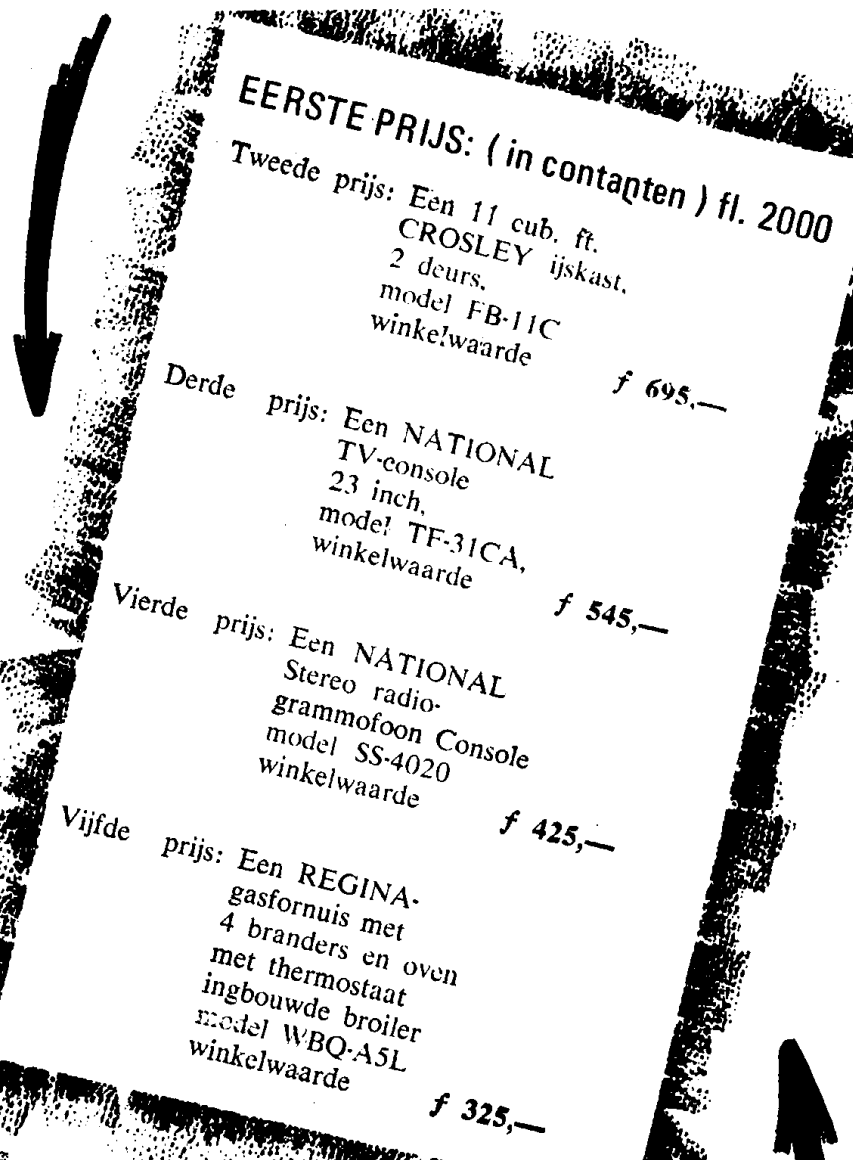 EERSTE PRIJS: ( in contanten ) fl. 2000
Tweede prijs: Een 11 cub. ft.
CROSLEY ijskast.
2 deurs.
model FB-11C
winkelwaarde
f 695,—
Derde prijs: Een NATIONAL
TV-console
23 inch,
model TF-31CA,
winkelwaarde
f 545,—
Vierde prijs: Een NATIONAL
Stereo radio-
grammofoon Console
model SS-4020
winkelwaarde
f 425,—
Vijfde prijs: Een REGINA-
gasfornuis met
4 branders en oven
met thermostaat
ingbouwde broiler
model WBQ-A5L
winkelwaarde
f 325,—